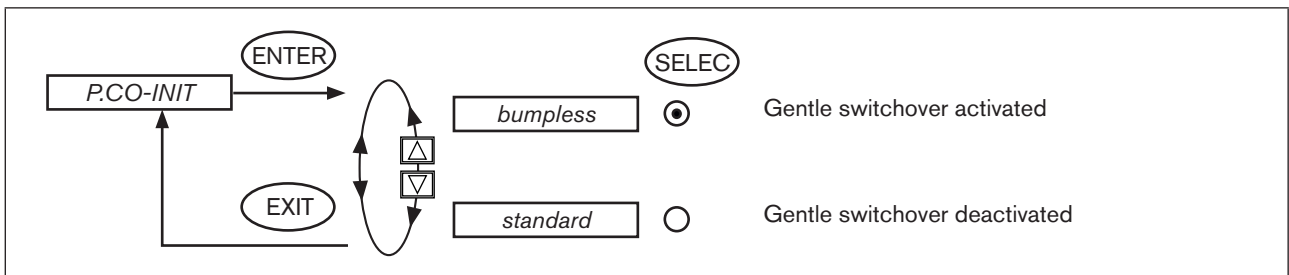 ENTER
SELEC
P.CO-INIT
bumpless
Gentle switchover activated
EXIT
standard
Gentle switchover deactivated